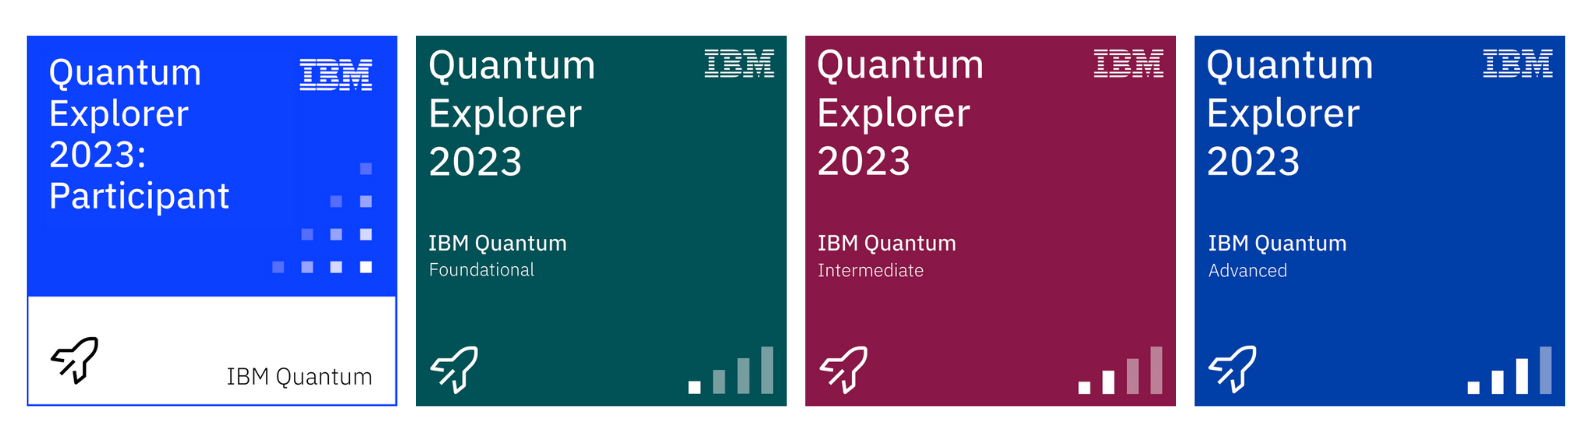 Quantum
Explorer
2023:
Participant
IBM
IBM Quantum
Quantum
Explorer
2023
IBM
IBM Quantum
Foundational
Quantum
Explorer
2023
IBM
IBM Quantum
Intermediate
Quantum
Explorer
2023
IBM
IBM Quantum
Advanced